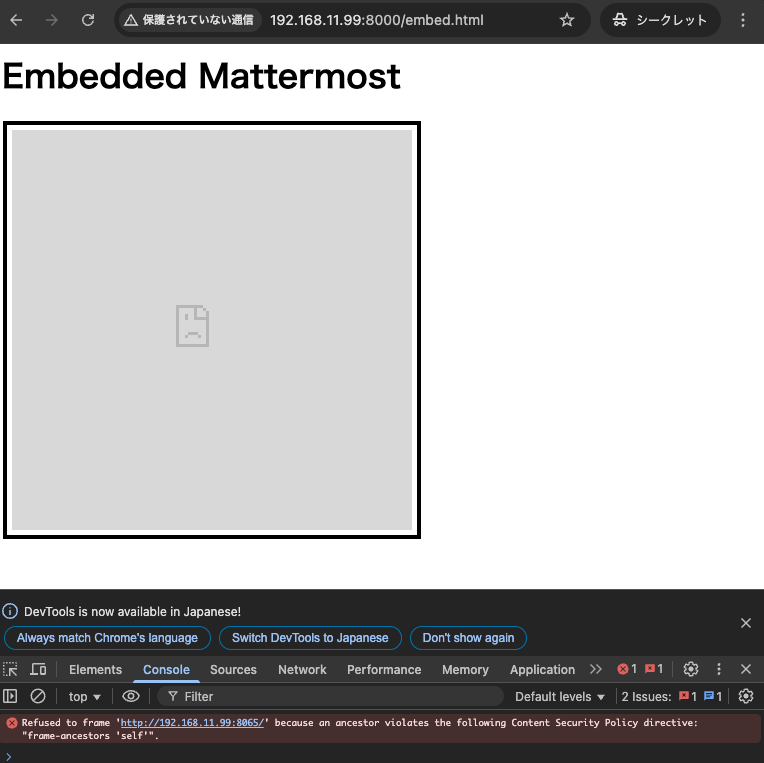 保護されていない通信 192.168.11.99:8000/embed.html シークレット
Embedded Mattermost
DevTools is now available in Japanese!
Always match Chrome's language Switch DevTools to Japanese Don't show again
Elements Console Sources Network Performance Memory Application 1 1
top Filter Default levels 2 Issues: 1 1
Refused to frame 'http://192.168.11.99:8065/' because an ancestor violates the following Content Security Policy directive:
"frame-ancestors 'self'".